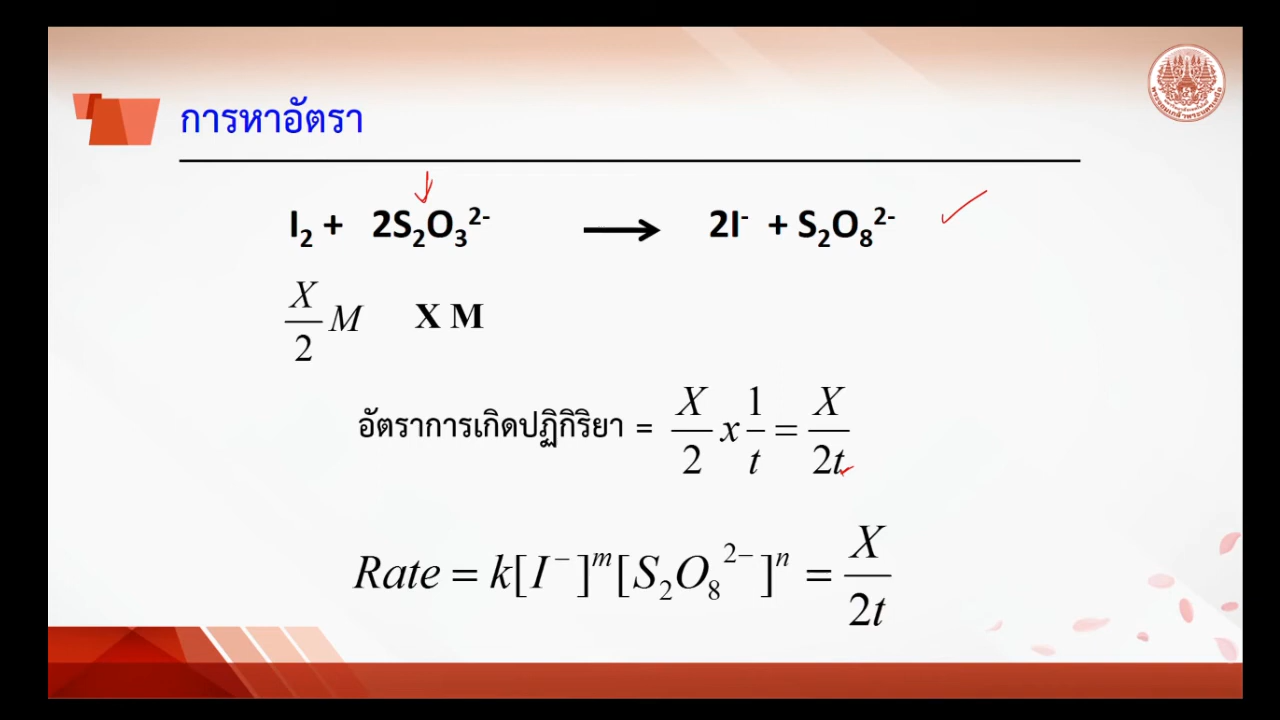 การหาอัตรา
I₂ + 2S₂O₃²⁻ ⟶ 2I⁻ + S₂O₈²⁻
X/2 M X M
อัตราการเกิดปฏิกิริยา = X/2 x 1/t = X/2t
Rate = k[I⁻]ᵐ[S₂O₈²⁻]ⁿ = X/2t